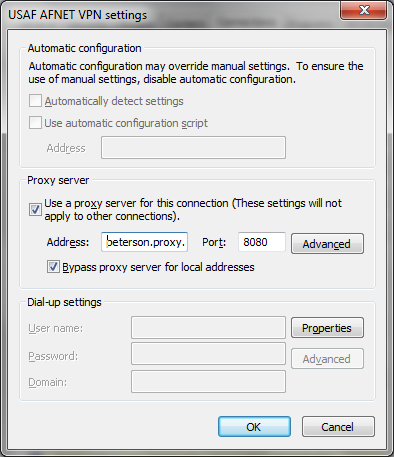 USAF AFNET VPN settings
Automatic configuration
Automatic configuration may override manual settings. To ensure the
use of manual settings, disable automatic configuration.
Automatically detect settings
Use automatic configuration script
Address
Proxy server
Use a proxy server for this connection (These settings will not
apply to other connections).
Address: peterson.proxy. Port: 8080 Advanced
Bypass proxy server for local addresses
Dial-up settings
User name: Properties
Password: Advanced
Domain:
OK Cancel